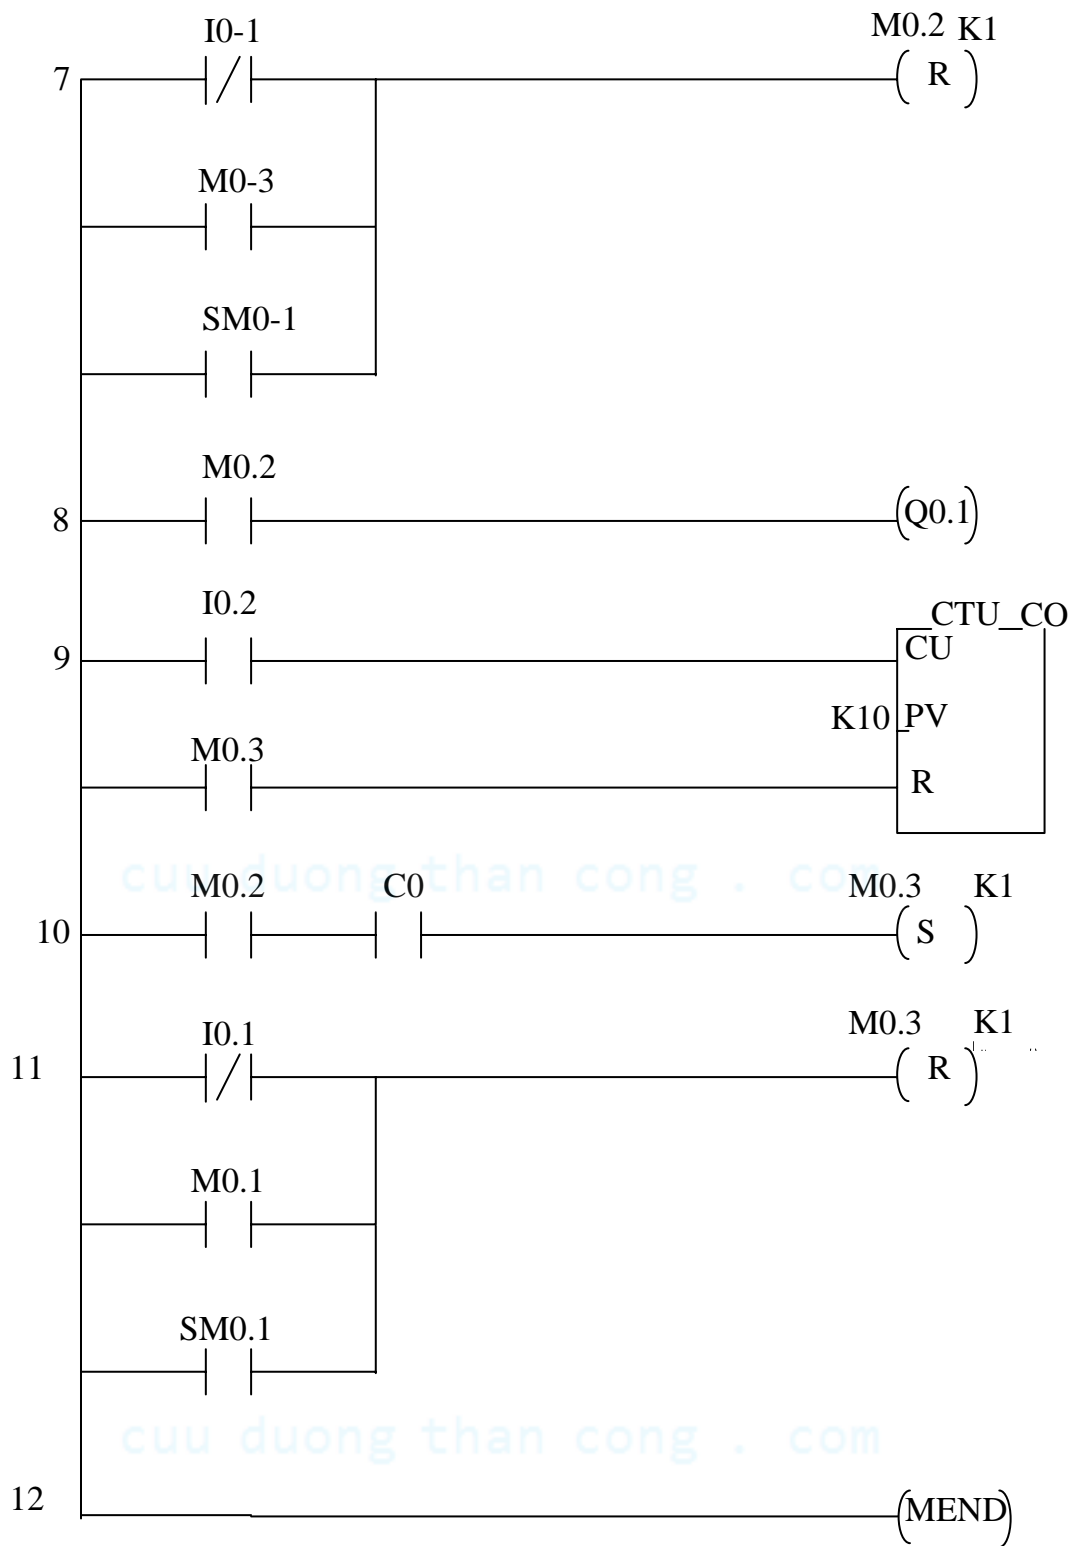 I0-1
M0.2 K1
7
R
M0-3
SM0-1
M0.2
8
Q0.1
I0.2
CTU_CO
9
CU
K10 PV
M0.3
R
cuu duong than cong . com
M0.2
C0
M0.3 K1
10
S
I0.1
M0.3 K1
11
R
M0.1
SM0.1
cuu duong than cong . com
12
MEND